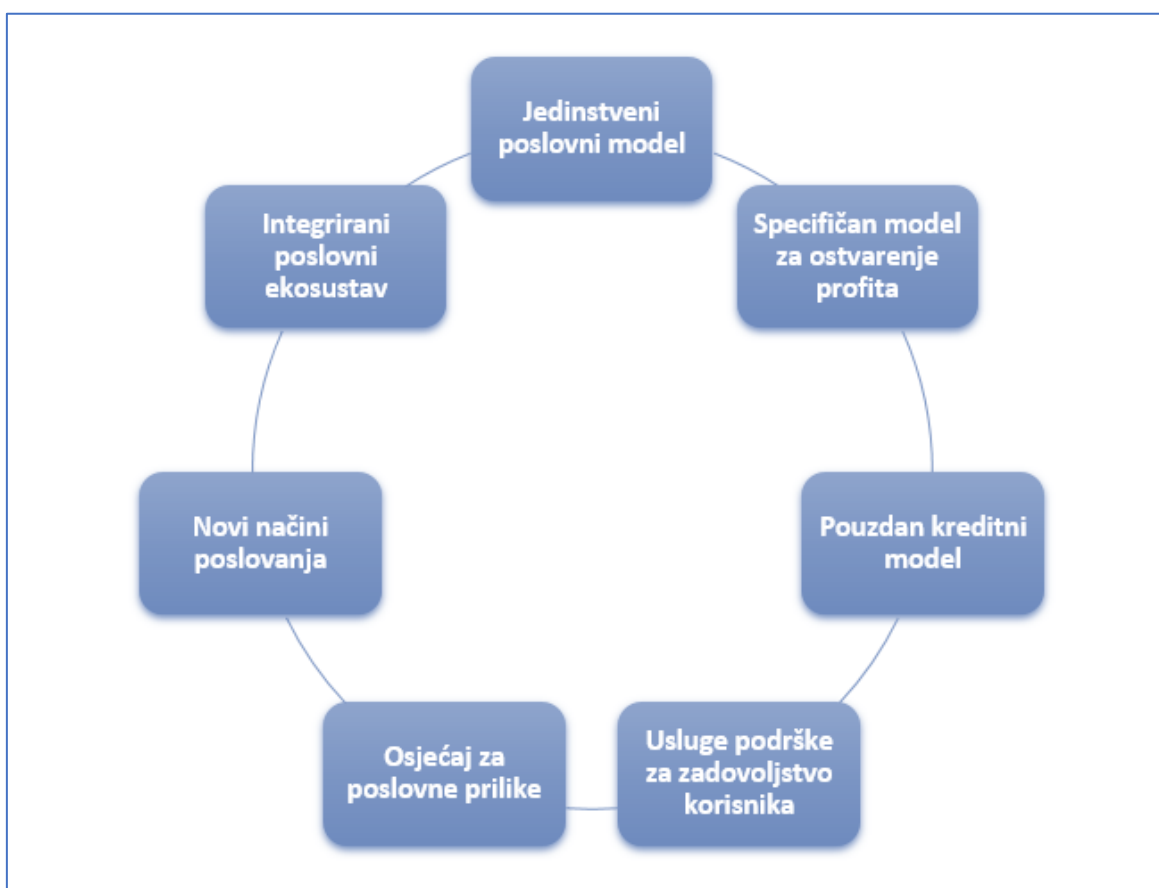 Jedinstveni
poslovni model
Specifičan model
za ostvarenje
profita
Pouzdan kreditni
model
Usluge podrške
za zadovoljstvo
korisnika
Osjećaj za
poslovne prilike
Novi načini
poslovanja
Integrirani
poslovni
ekosustav